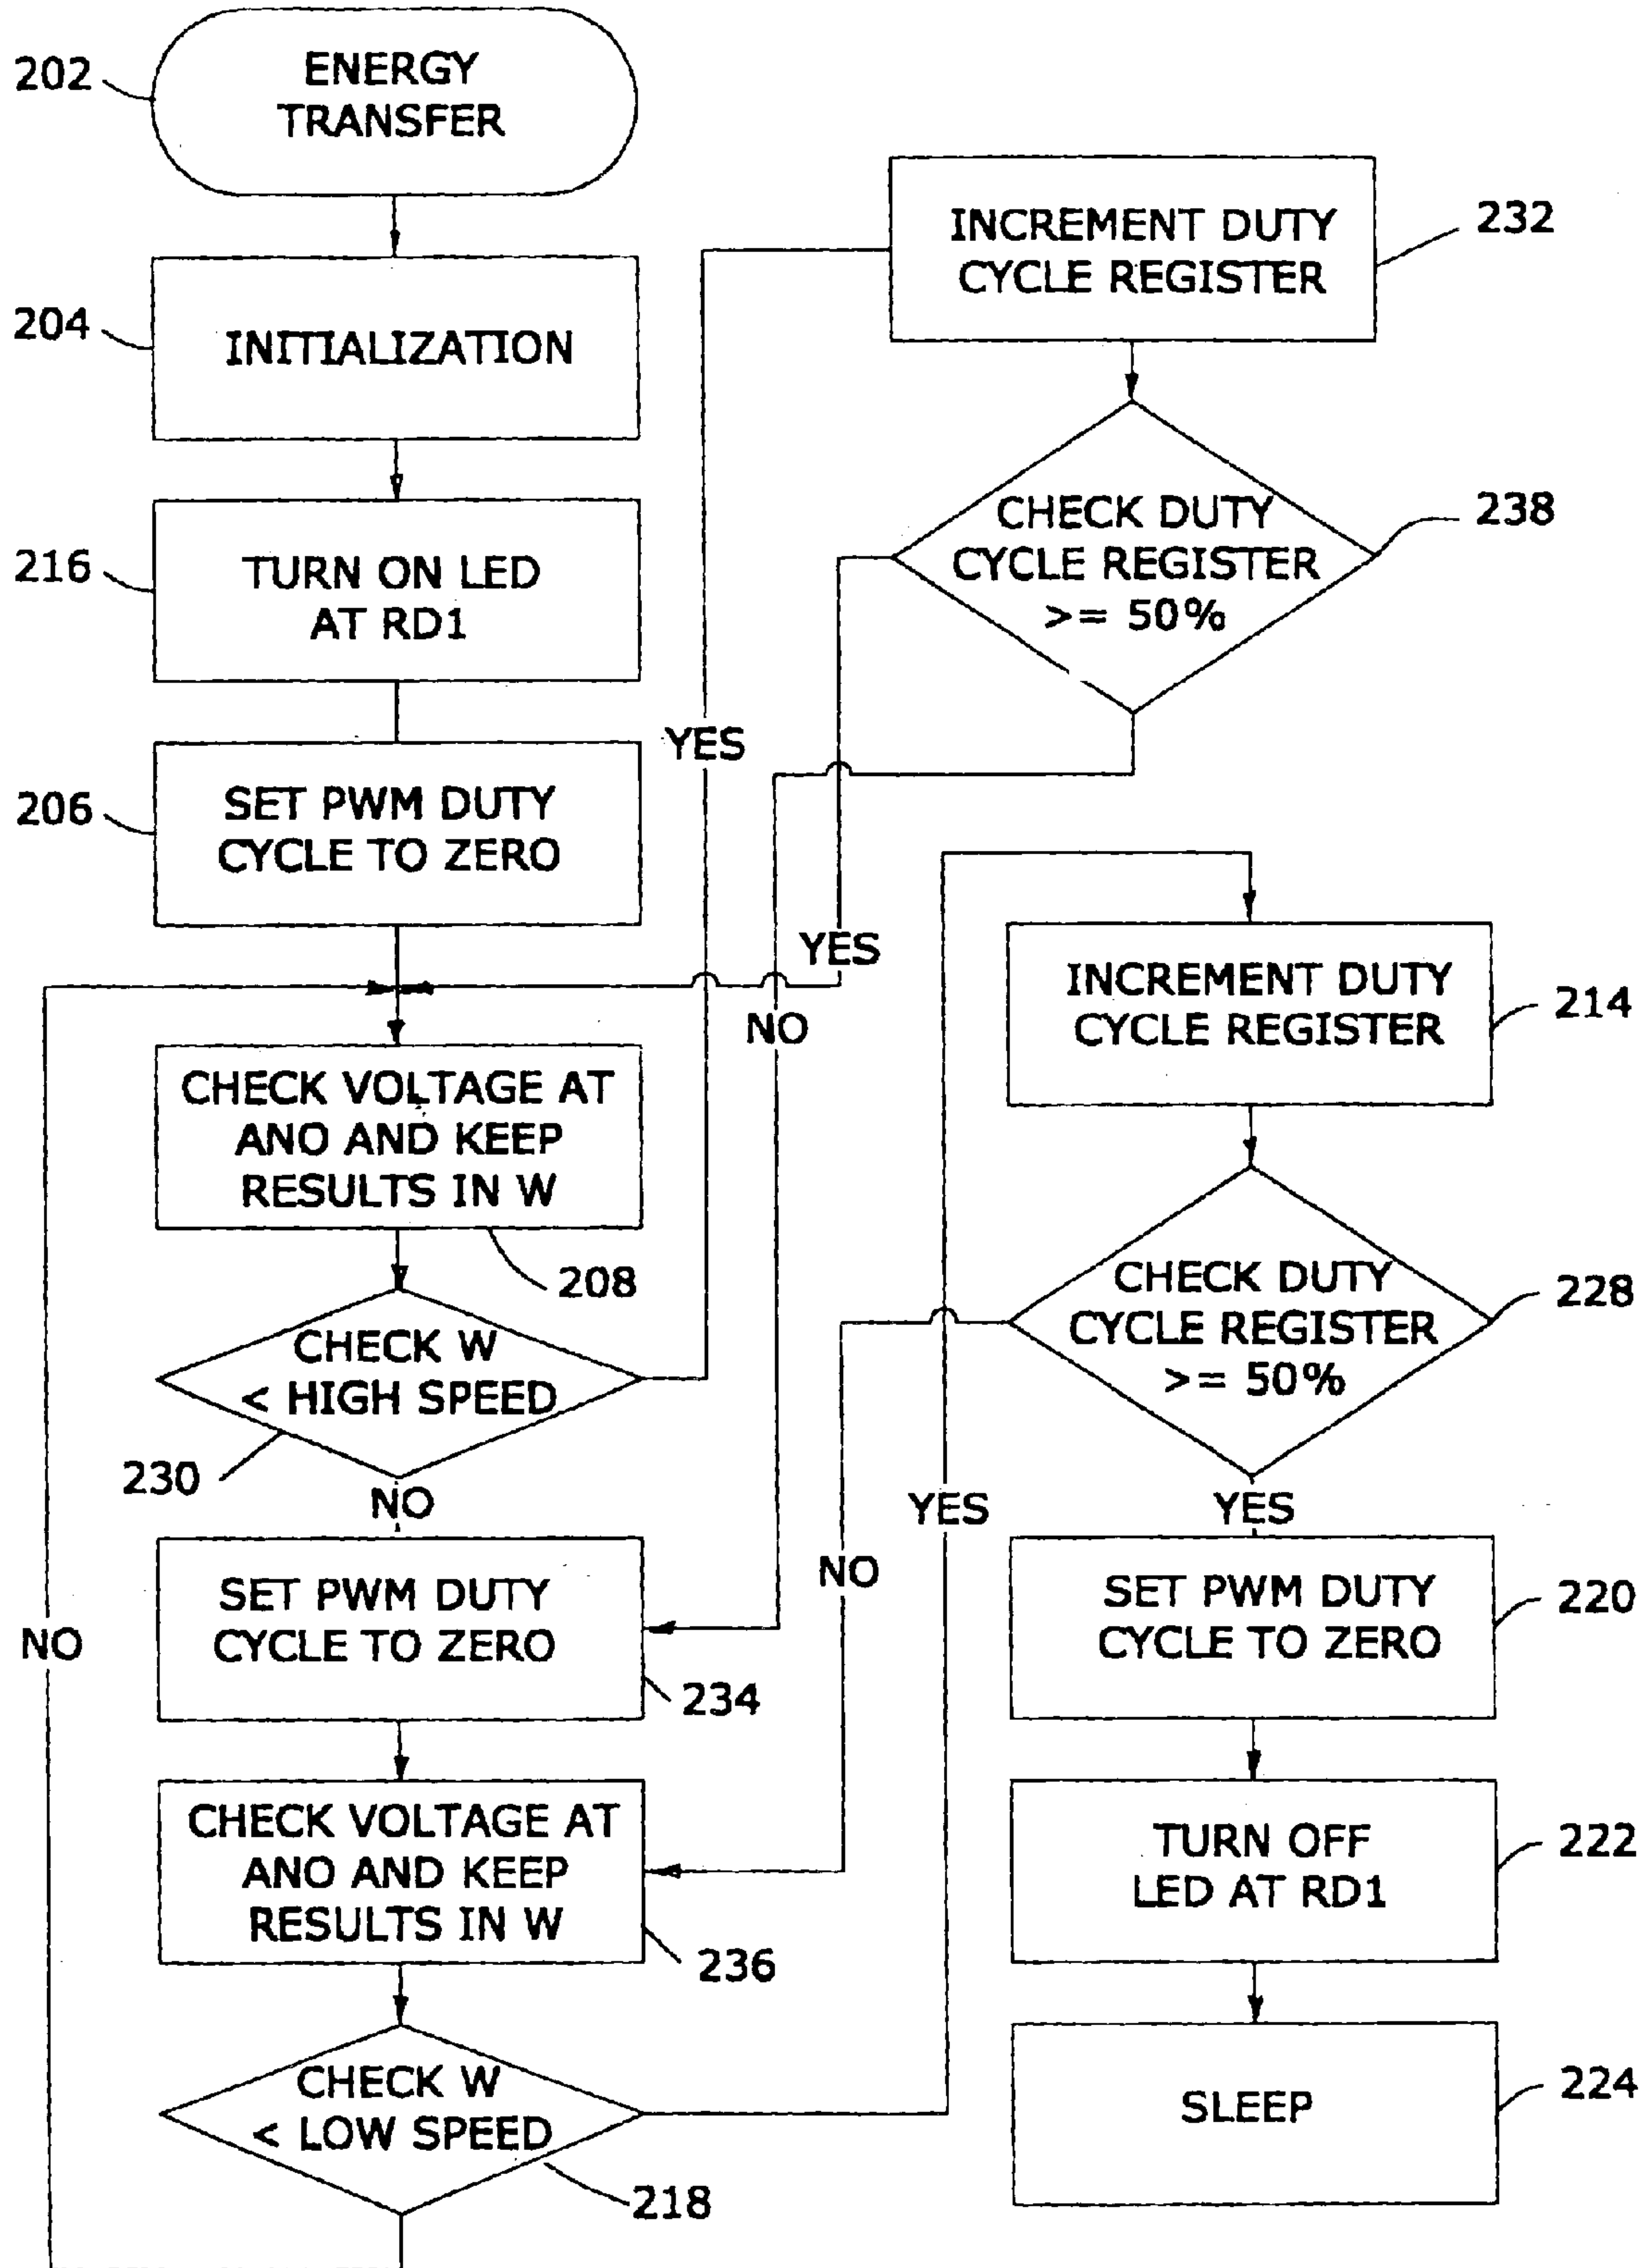 202
ENERGY
TRANSFER
204
INITIALIZATION
216
TURN ON LED
AT RD1
206
SET PWM DUTY
CYCLE TO ZERO
CHECK VOLTAGE AT
ANO AND KEEP
RESULTS IN W
208
CHECK W
< HIGH SPEED
230
NO
SET PWM DUTY
CYCLE TO ZERO
234
CHECK VOLTAGE AT
ANO AND KEEP
RESULTS IN W
236
CHECK W
< LOW SPEED
218
NO
YES
INCREMENT DUTY
CYCLE REGISTER
232
CHECK DUTY
CYCLE REGISTER
>= 50%
238
YES
NO
YES
INCREMENT DUTY
CYCLE REGISTER
214
CHECK DUTY
CYCLE REGISTER
>= 50%
228
NO
YES
SET PWM DUTY
CYCLE TO ZERO
220
TURN OFF
LED AT RD1
222
SLEEP
224